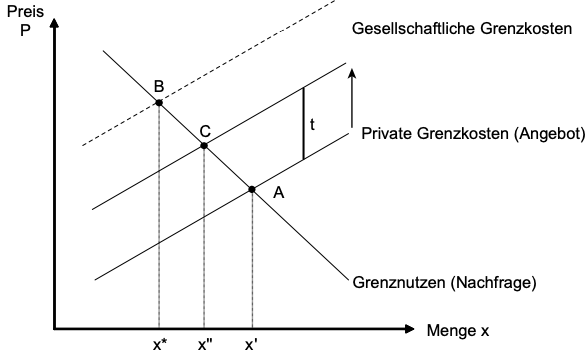 Preis
P
Gesellschaftliche Grenzkosten
B
C
t
Private Grenzkosten (Angebot)
A
Grenznutzen (Nachfrage)
Menge x
x* x" x'